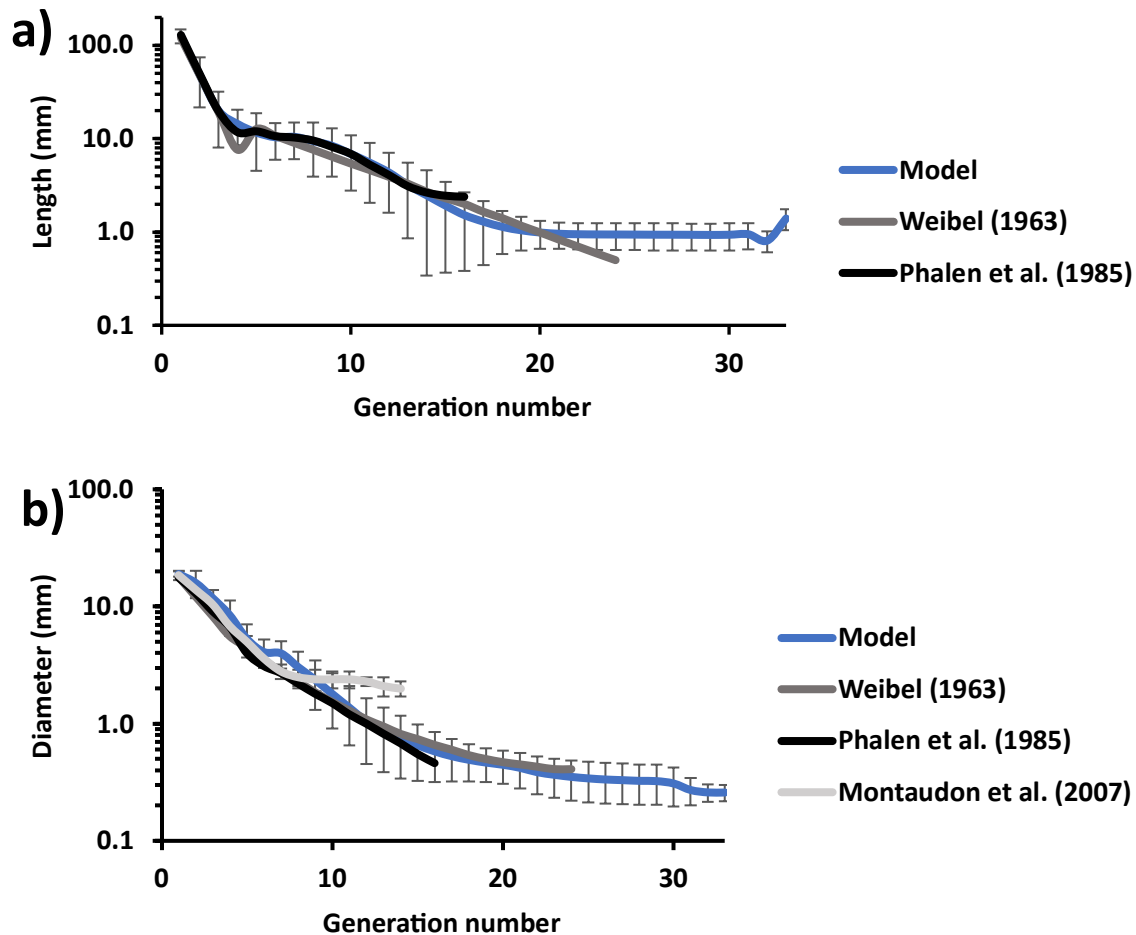 a)
100.0
10.0
1.0
0.1
Length (mm)
0 10 20 30
Generation number
Model
Weibel (1963)
Phalen et al. (1985)
b)
100.0
10.0
1.0
0.1
Diameter (mm)
0 10 20 30
Generation number
Model
Weibel (1963)
Phalen et al. (1985)
Montaudon et al. (2007)